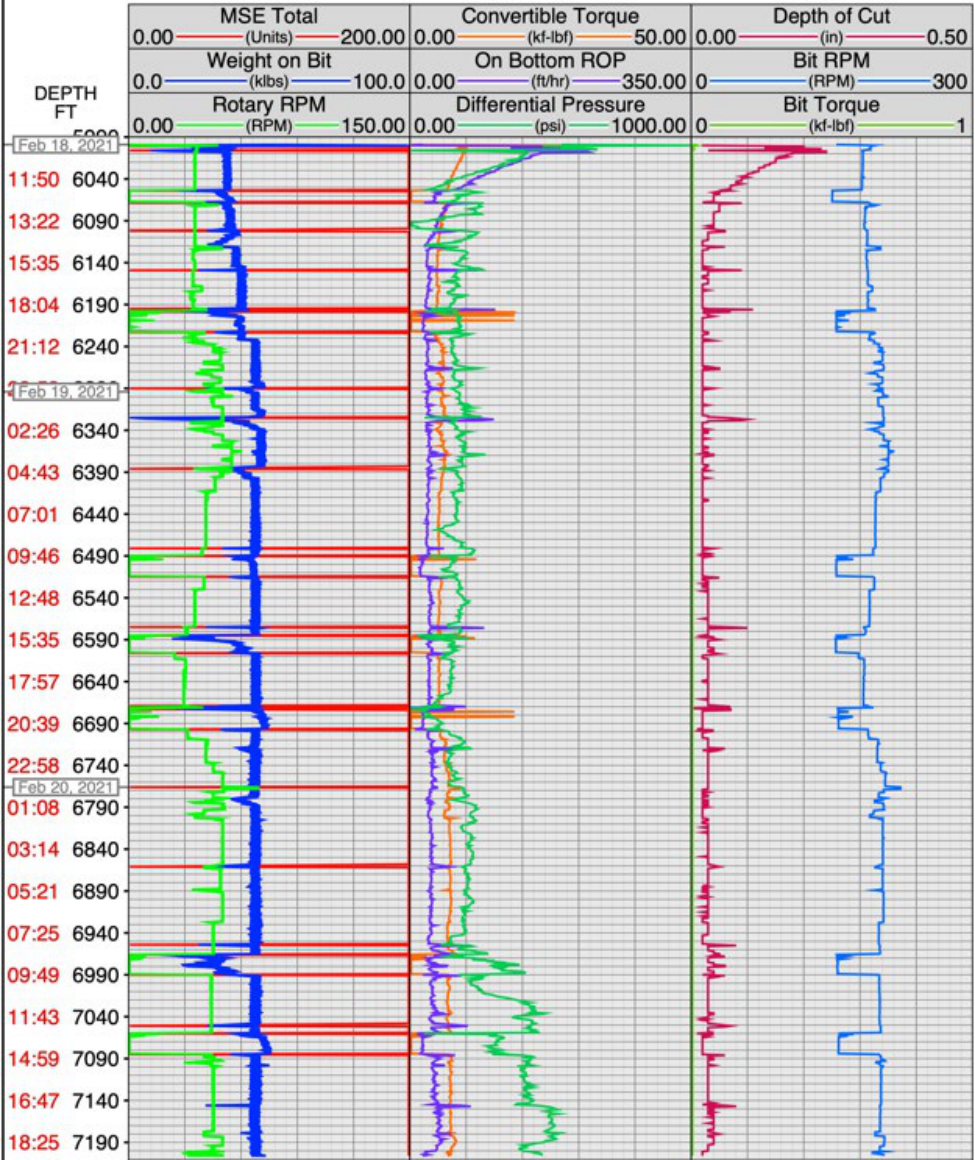 MSE Total Convertible Torque Depth of Cut
0.00 (Units) 200.00 0.00 (kf-lbf) 50.00 0.00 (in) 0.50
Weight on Bit On Bottom ROP Bit RPM
0.0 (klbs) 100.0 0.00 (ft/hr) 350.00 0 (RPM) 300
DEPTH
FT
Rotary RPM Differential Pressure Bit Torque
0.00 (RPM) 150.00 0.00 (psi) 1000.00 0 (kf-lbf) 1
Feb 18, 2021
11:50 6040
13:22 6090
15:35 6140
18:04 6190
21:12 6240
Feb 19, 2021
02:26 6340
04:43 6390
07:01 6440
09:46 6490
12:48 6540
15:35 6590
17:57 6640
20:39 6690
22:58 6740
Feb 20, 2021
01:08 6790
03:14 6840
05:21 6890
07:25 6940
09:49 6990
11:43 7040
14:59 7090
16:47 7140
18:25 7190